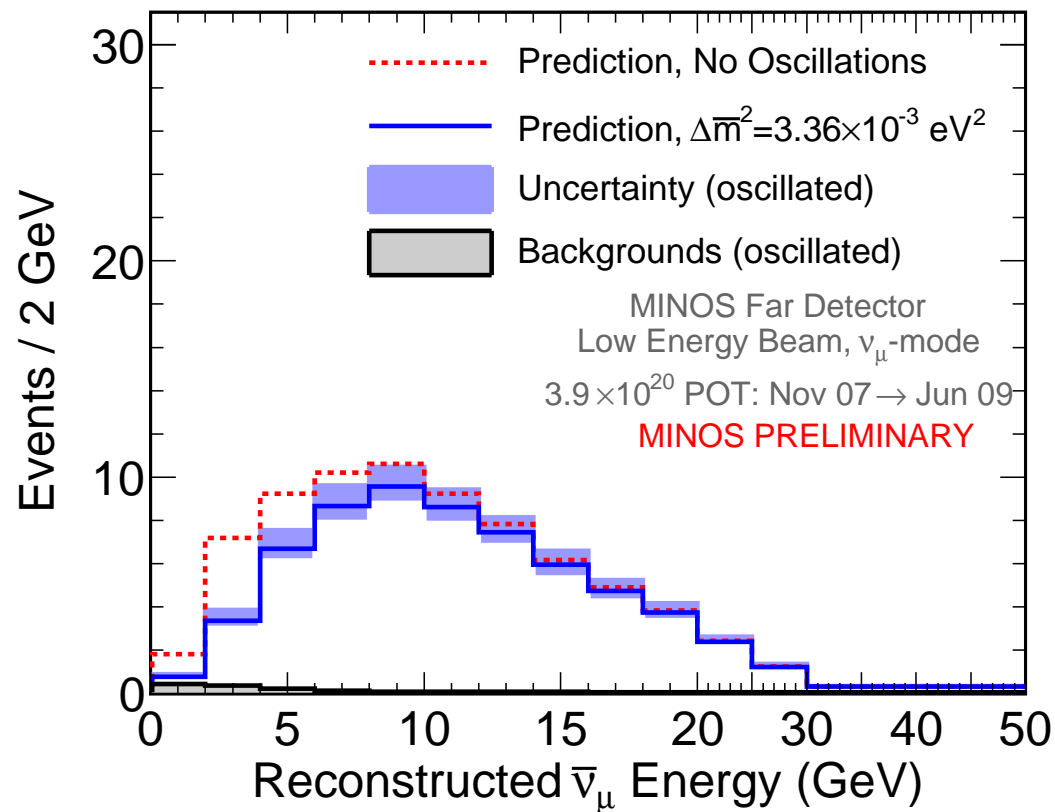 30
20
10
0
Events / 2 GeV
Prediction, No Oscillations
Prediction, Δm̅²=3.36×10⁻³ eV²
Uncertainty (oscillated)
Backgrounds (oscillated)
MINOS Far Detector
Low Energy Beam, νμ-mode
3.9×10²⁰ POT: Nov 07→Jun 09
MINOS PRELIMINARY
0 5 10 15 20 30 40 50
Reconstructed ν̅μ Energy (GeV)